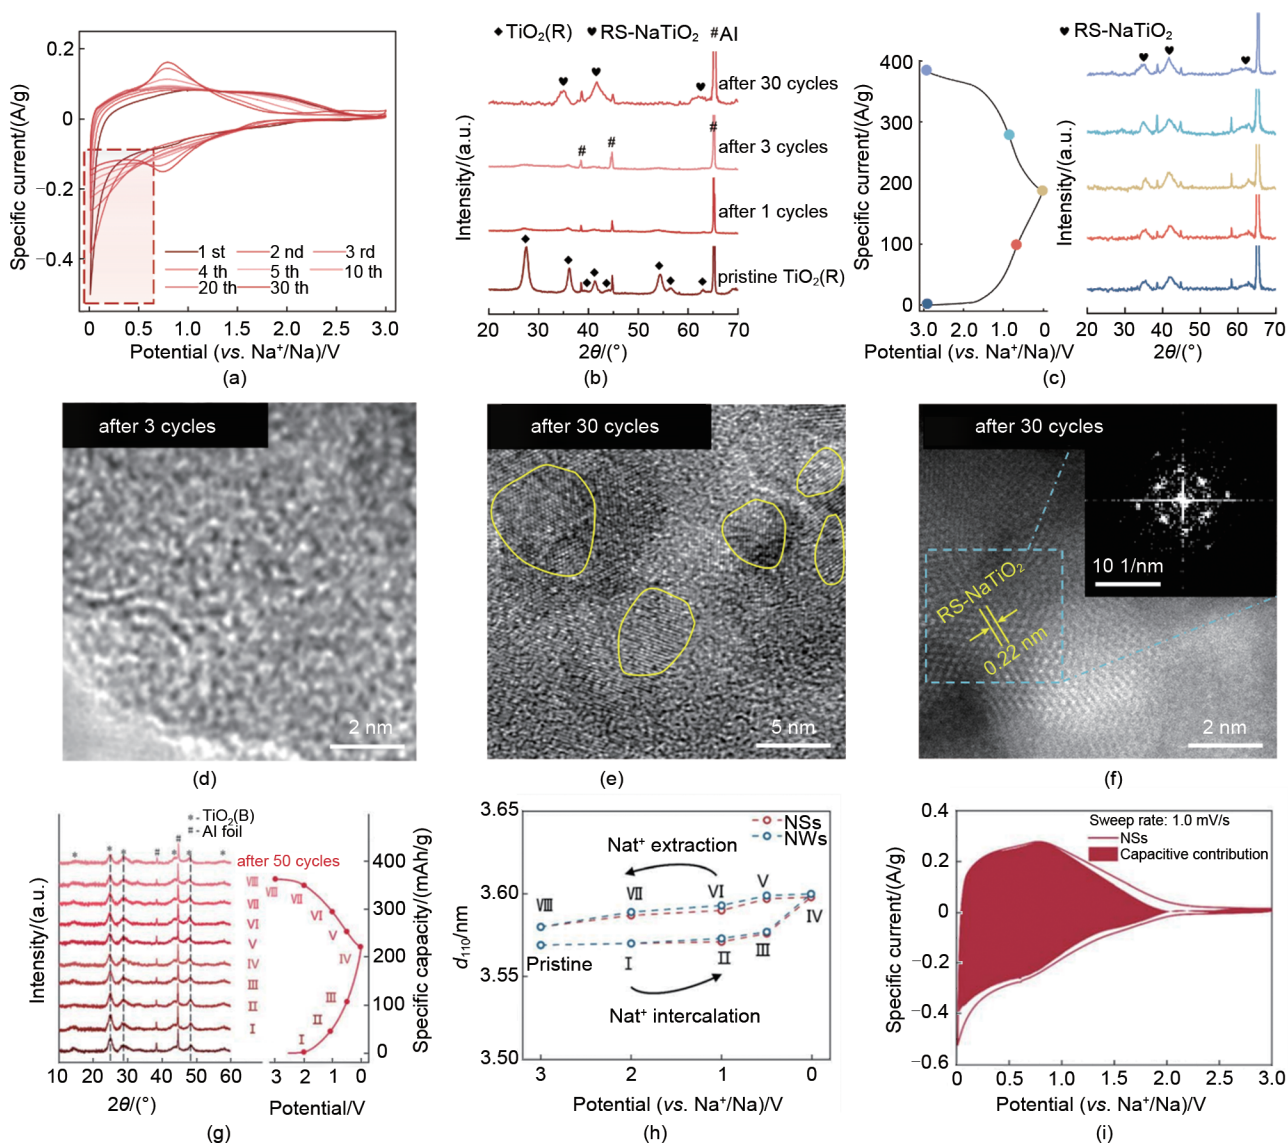 0.2
0
−0.2
−0.4
Specific current/(A/g)
1 st
2 nd
3 rd
4 th
5 th
10 th
20 th
30 th
0
0.5
1.0
1.5
2.0
2.5
3.0
Potential (vs. Na⁺/Na)/V
(a)
◆ TiO₂(R) ♥ RS-NaTiO₂ #Al
after 30 cycles
after 3 cycles
# # #
after 1 cycles
pristine TiO₂(R)
Intensity/(a.u.)
20 30 40 50 60 70
2θ/(°)
(b)
♥ RS-NaTiO₂
400
300
200
100
0
Specific current/(A/g)
3.0 2.0 1.0 0
Potential (vs. Na⁺/Na)/V
Intensity/(a.u.)
20 30 40 50 60 70
2θ/(°)
(c)
after 3 cycles
2 nm
(d)
after 30 cycles
5 nm
(e)
after 30 cycles
10 1/nm
RS-NaTiO₂
0.22 nm
2 nm
(f)
TiO₂(B)
Al foil
after 50 cycles
VIII
VII
VI
V
IV
III
II
I
VIII
VII
VI
V
IV
III
II
I
Intensity/(a.u.)
10 20 30 40 50 60
2θ/(°)
400
300
200
100
0
Specific capacity/(mAh/g)
3 2 1 0
Potential/V
(g)
3.65
3.60
3.55
3.50
d₁₁₀/nm
NSs
NWs
Nat⁺ extraction
VIII
VII
VI
V
IV
Pristine
I
II
III
Nat⁺ intercalation
3 2 1 0
Potential (vs. Na⁺/Na)/V
(h)
0.4
0.2
0
−0.2
−0.4
−0.6
Specific current/(A/g)
Sweep rate: 1.0 mV/s
NSs
Capacitive contribution
0 0.5 1.0 1.5 2.0 2.5 3.0
Potential (vs. Na⁺/Na)/V
(i)